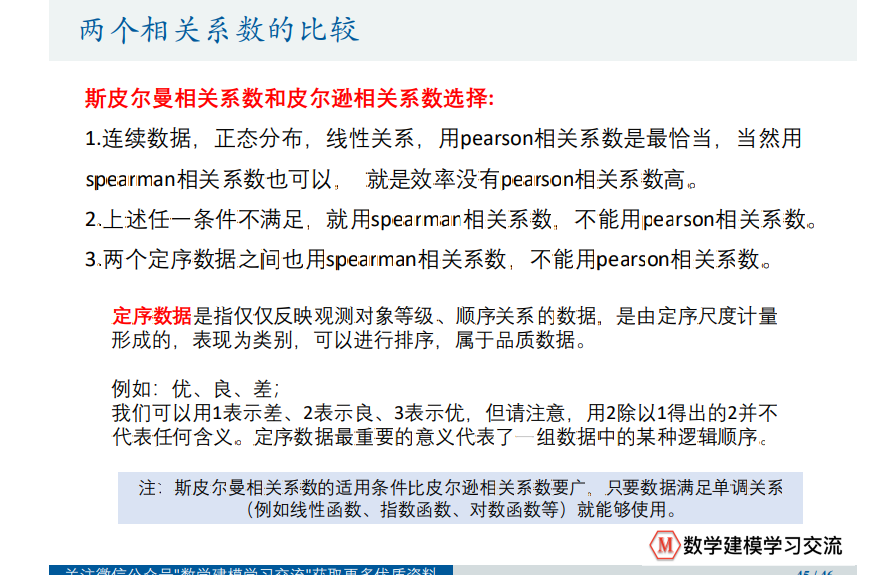 两个相关系数的比较
斯皮尔曼相关系数和皮尔逊相关系数选择:
1.连续数据，正态分布，线性关系，用pearson相关系数是最恰当，当然用
spearman相关系数也可以， 就是效率没有pearson相关系数高。
2.上述任一条件不满足，就用spearman相关系数，不能用pearson相关系数。
3.两个定序数据之间也用spearman相关系数，不能用pearson相关系数。
定序数据是指仅仅反映观测对象等级、顺序关系的数据，是由定序尺度计量
形成的，表现为类别，可以进行排序，属于品质数据。
例如：优、良、差；
我们可以用1表示差、2表示良、3表示优，但请注意，用2除以1得出的2并不
代表任何含义。定序数据最重要的意义代表了一组数据中的某种逻辑顺序。
注：斯皮尔曼相关系数的适用条件比皮尔逊相关系数要广，只要数据满足单调关系
（例如线性函数、指数函数、对数函数等）就能够使用。
M 数学建模学习交流
关注微信公众号"数学建模学习交流"获取更多优质资料
45 / 46